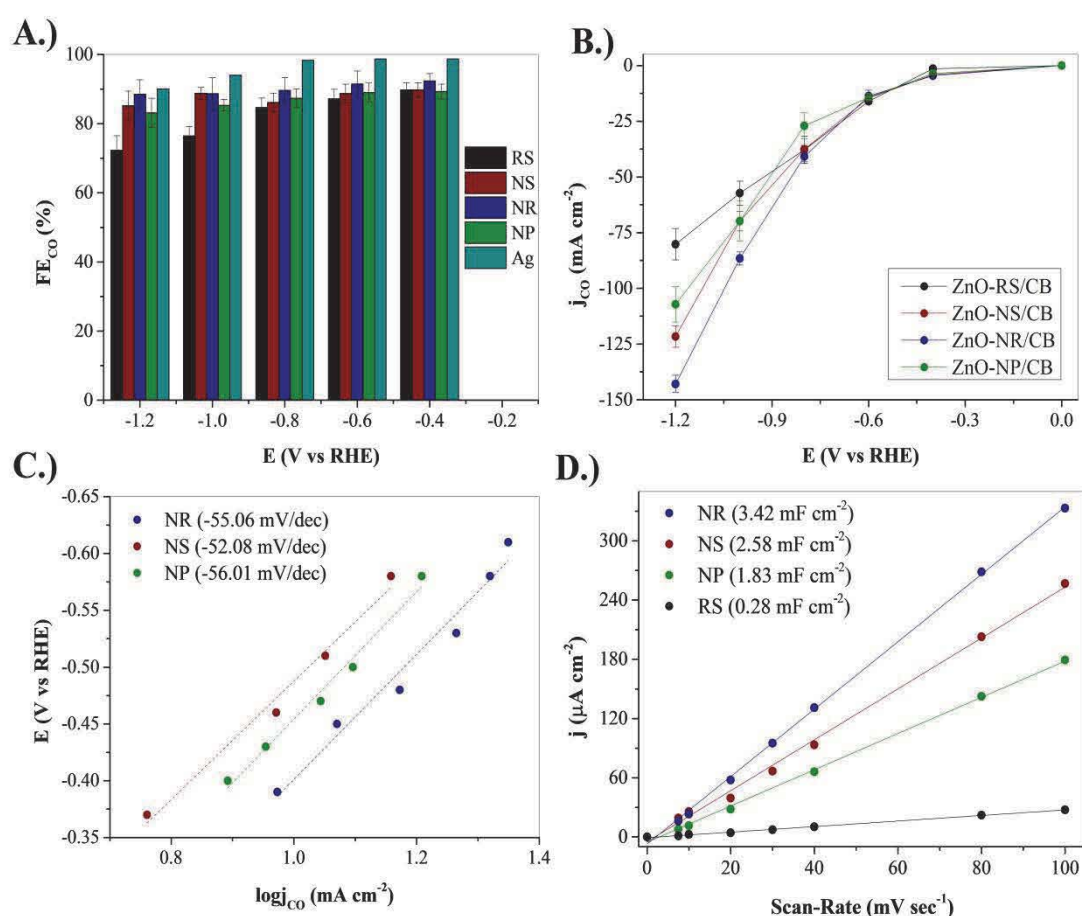 A.)
100
80
60
40
20
0
FE_CO (%)
RS
NS
NR
NP
Ag
-1.2 -1.0 -0.8 -0.6 -0.4 -0.2
E (V vs RHE)
B.)
0
-25
-50
-75
-100
-125
-150
j_CO (mA cm⁻²)
ZnO-RS/CB
ZnO-NS/CB
ZnO-NR/CB
ZnO-NP/CB
-1.2 -0.9 -0.6 -0.3 0.0
E (V vs RHE)
C.)
-0.65
-0.60
-0.55
-0.50
-0.45
-0.40
-0.35
E (V vs RHE)
NR (-55.06 mV/dec)
NS (-52.08 mV/dec)
NP (-56.01 mV/dec)
0.8 1.0 1.2 1.4
logj_CO (mA cm⁻²)
D.)
300
240
180
120
60
0
j (µA cm⁻²)
NR (3.42 mF cm⁻²)
NS (2.58 mF cm⁻²)
NP (1.83 mF cm⁻²)
RS (0.28 mF cm⁻²)
0 20 40 60 80 100
Scan-Rate (mV sec⁻¹)